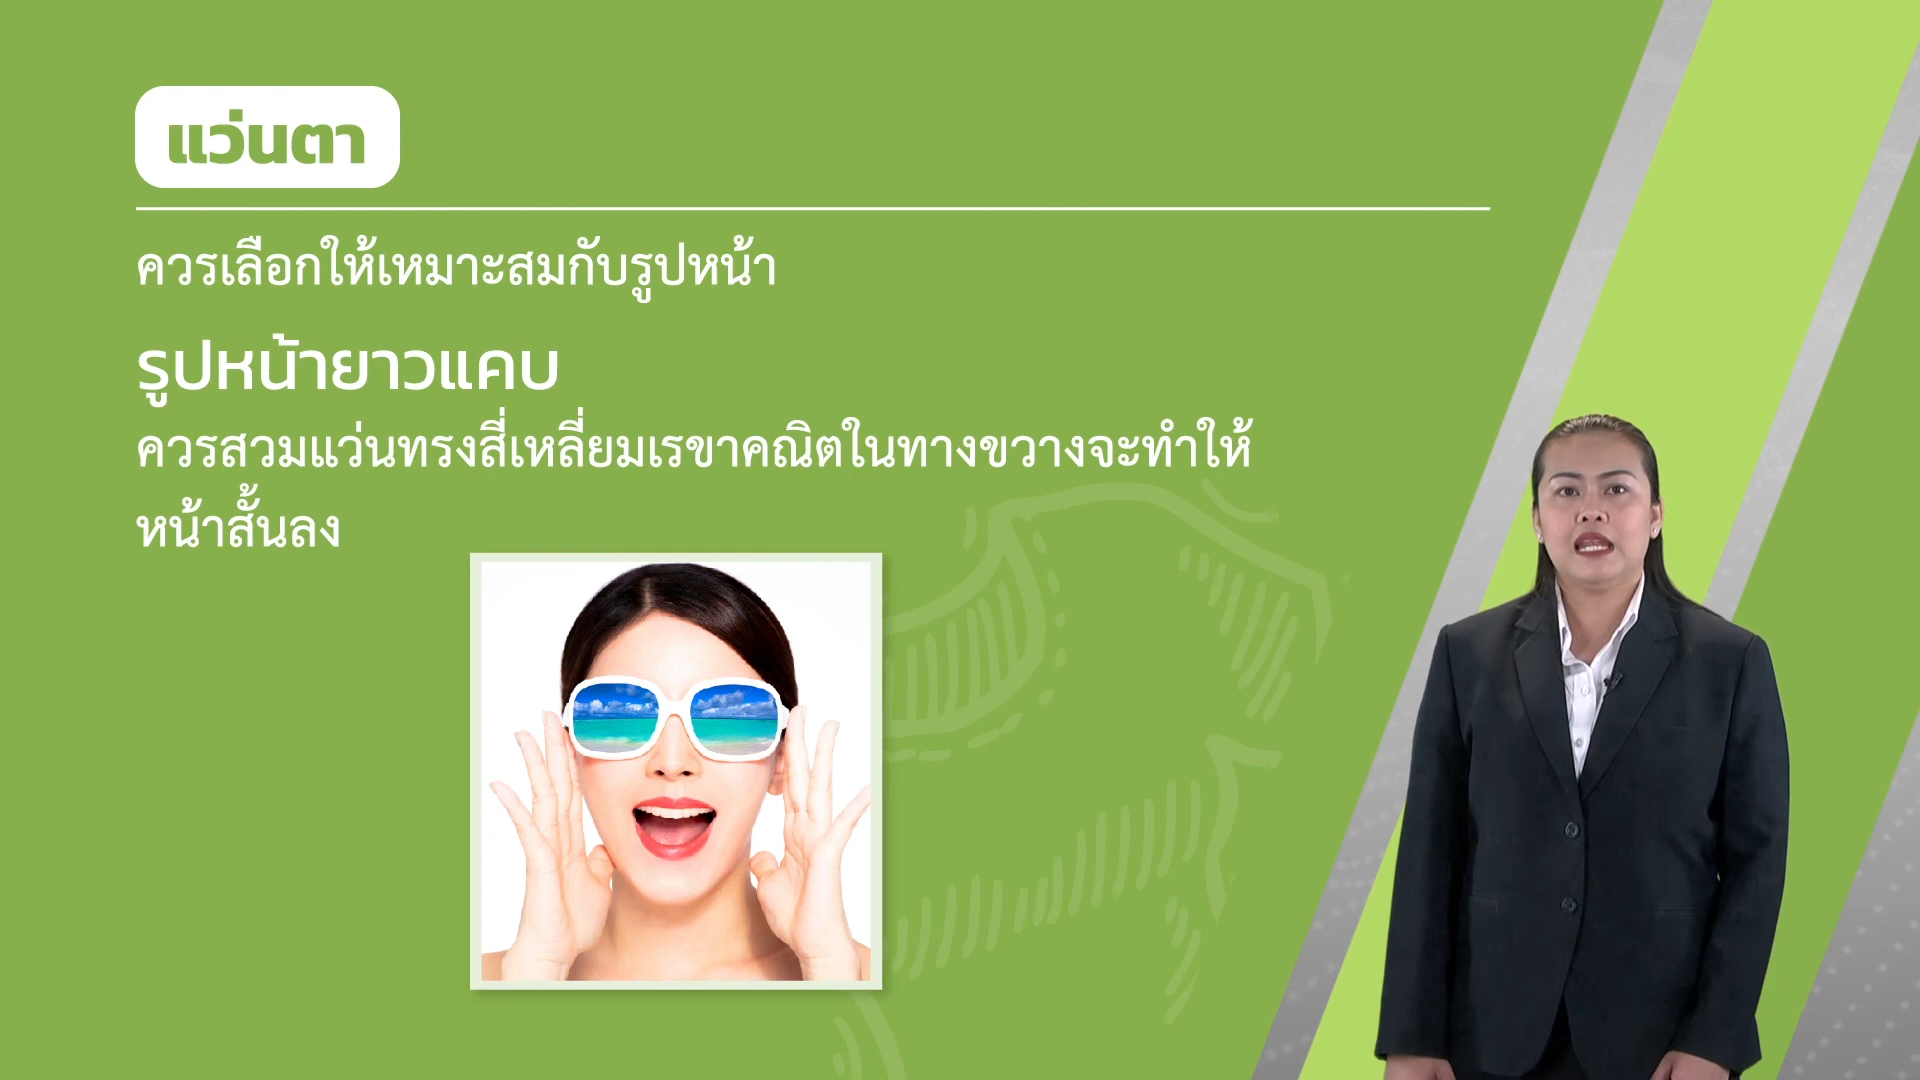 แว่นตา
ควรเลือกให้เหมาะสมกับรูปหน้า
รูปหน้ายาวแคบ
ควรสวมแว่นทรงสี่เหลี่ยมเรขาคณิตในทางขวางจะทำให้
หน้าสั้นลง